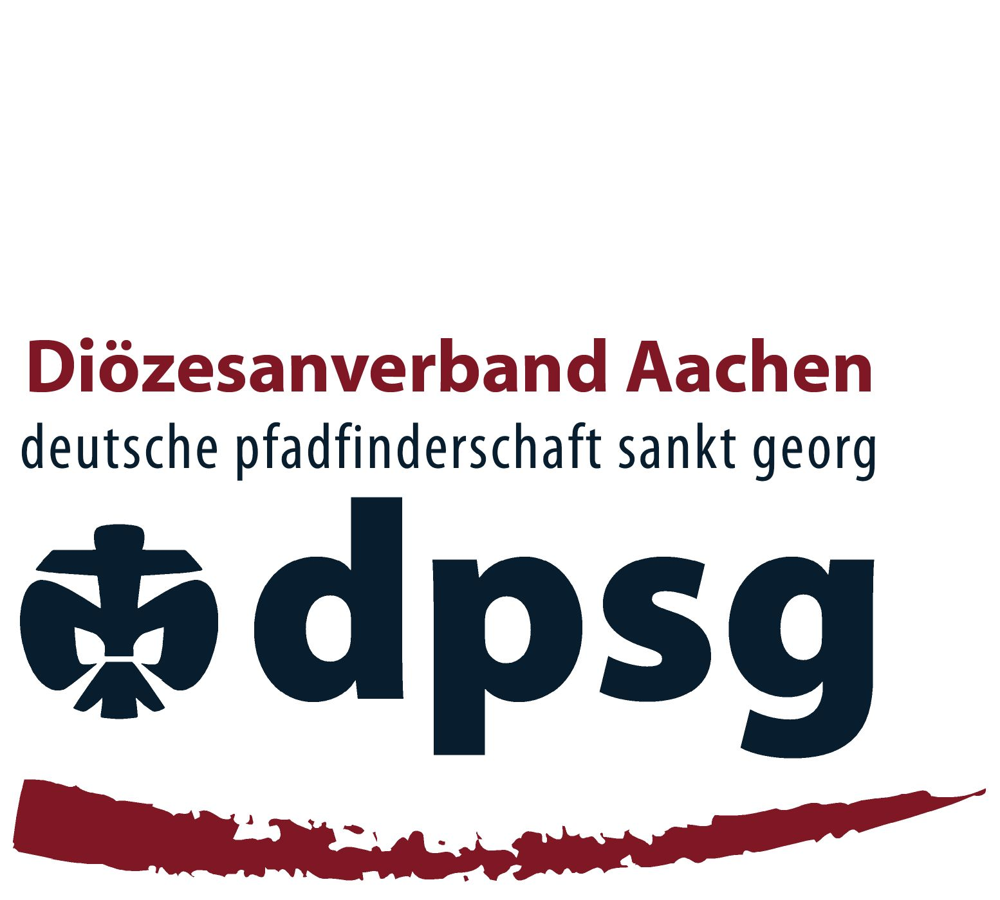 Diözesanverband Aachen
deutsche pfadfinderschaft sankt georg
dpsg